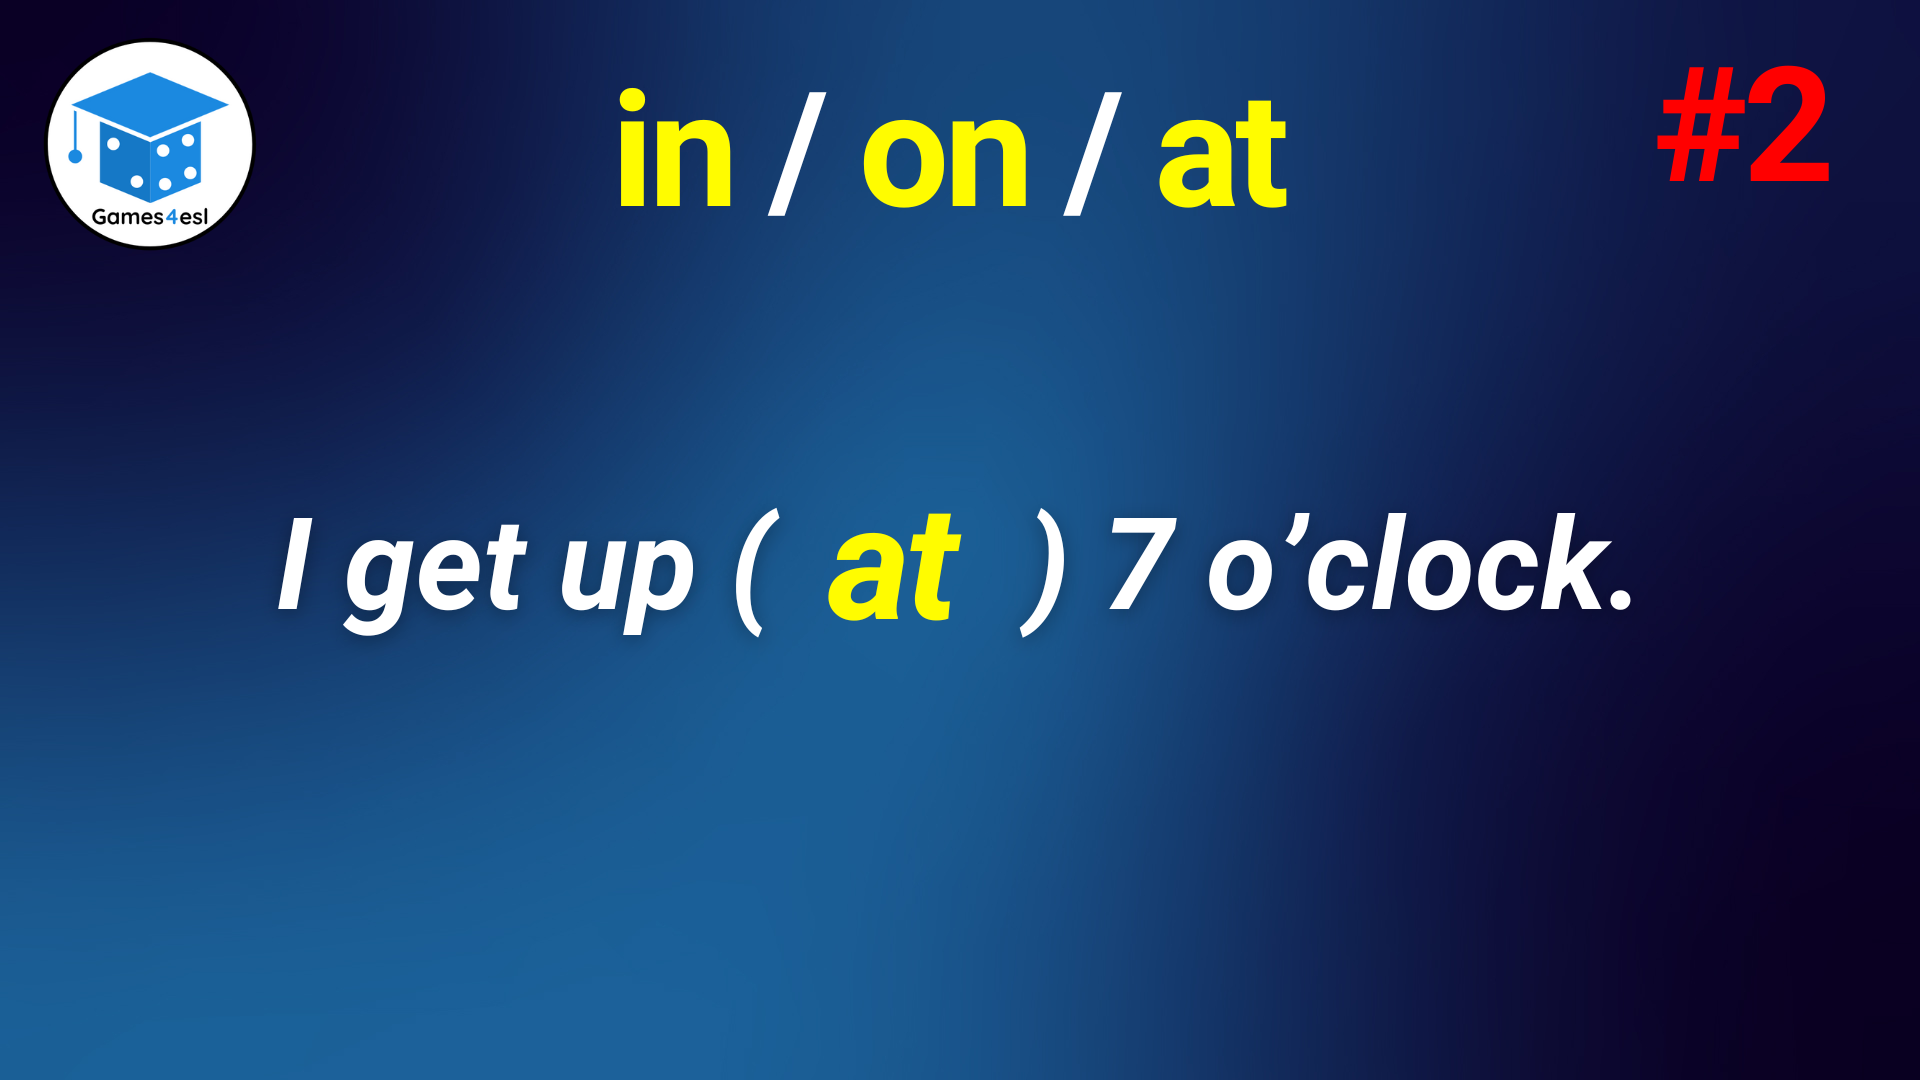 in / on / at
#2
Games4esl
I get up ( at ) 7 o’clock.